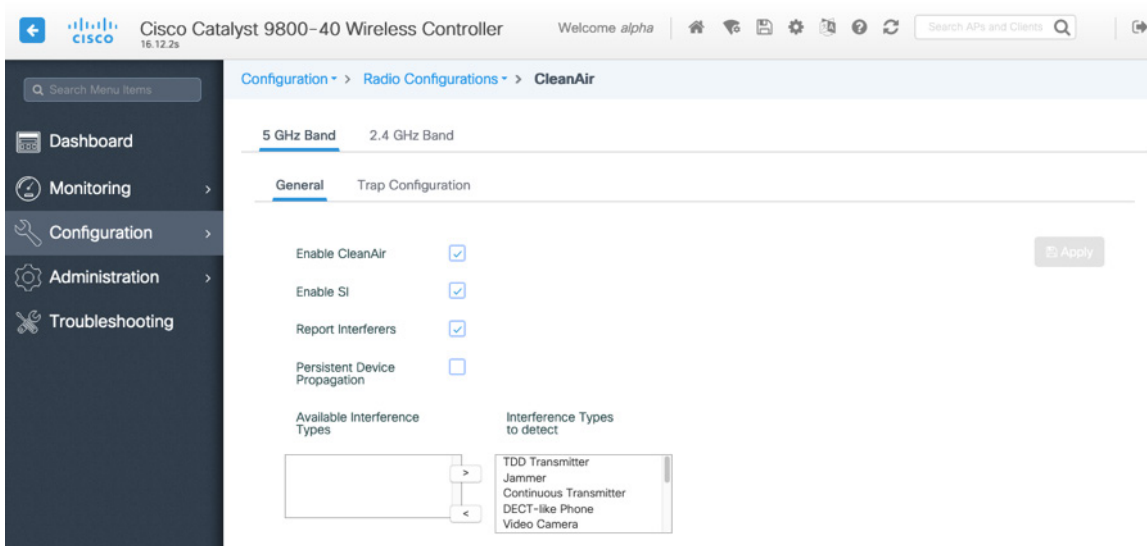 CISCO
Cisco Catalyst 9800-40 Wireless Controller
16.12.2s
Welcome alpha
Search APs and Clients
Search Menu Items
Dashboard
Monitoring
Configuration
Administration
Troubleshooting
Configuration > Radio Configurations > CleanAir
5 GHz Band 2.4 GHz Band
General Trap Configuration
Enable CleanAir
Apply
Enable SI
Report Interferers
Persistent Device
Propagation
Available Interference
Types
Interference Types
to detect
>
<
TDD Transmitter
Jammer
Continuous Transmitter
DECT-like Phone
Video Camera